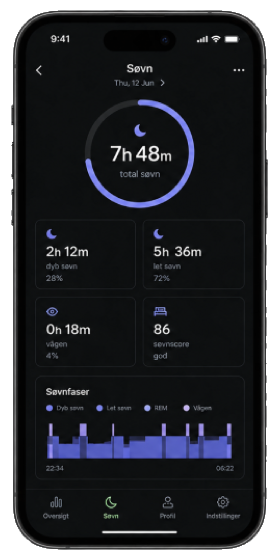 9:41
Søvn
Thu, 12 Jun
7h 48m
total søvn
2h 12m
dyb søvn
28%
5h 36m
let søvn
72%
0h 18m
vågen
4%
86
søvnscore
god
Søvnfaser
Dyb søvn Let søvn REM Vågen
22:34 06:22
Oversigt Søvn Profil Indstillinger